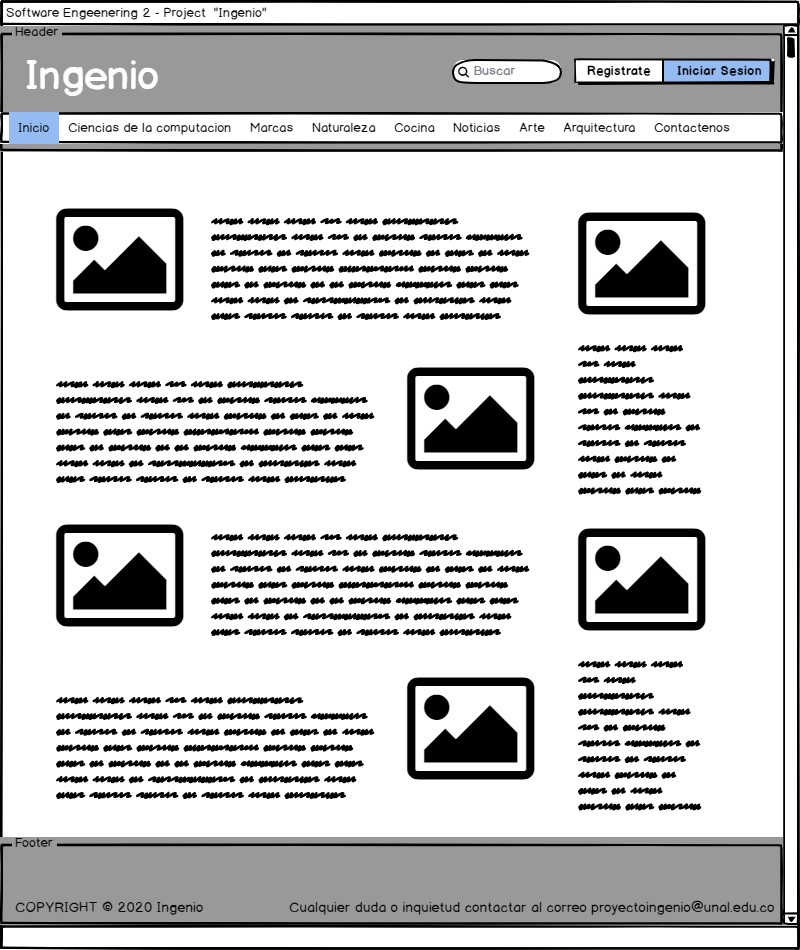 Software Engeenering 2 - Project "Ingenio"
Header
Ingenio
Buscar
Registrate
Iniciar Sesion
Inicio Ciencias de la computacion Marcas Naturaleza Cocina Noticias Arte Arquitectura Contactenos
Footer
COPYRIGHT © 2020 Ingenio
Cualquier duda o inquietud contactar al correo proyectoingenio@unal.edu.co